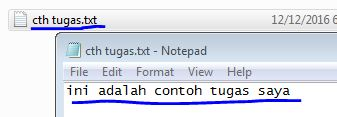 cth tugas.txt 12/12/2016
cth tugas.txt - Notepad
File Edit Format View Help
ini adalah contoh tugas saya